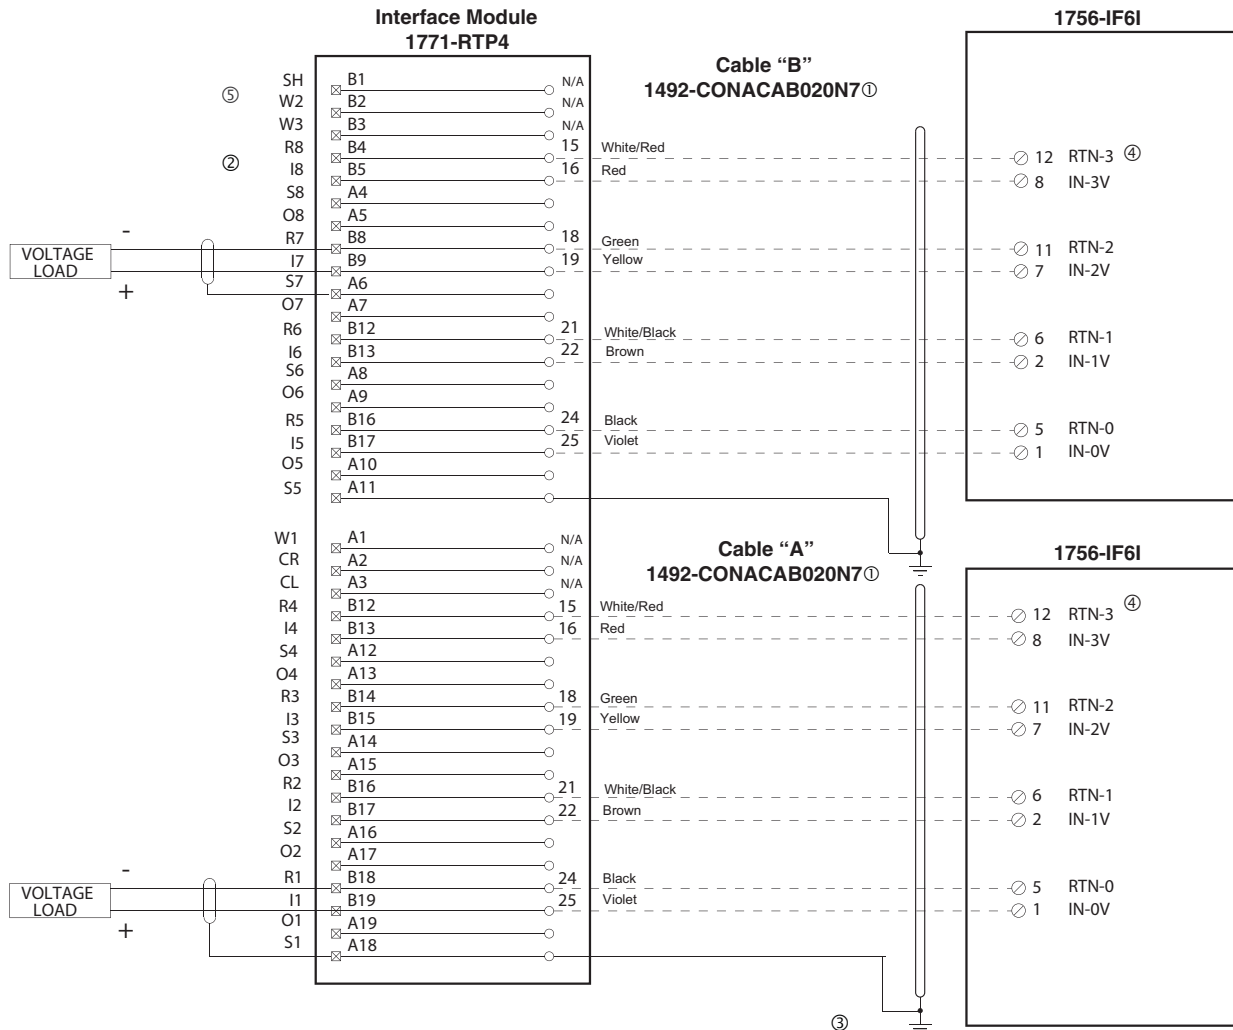 Interface Module
1771-RTP4
1756-IF6I
Cable “B”
1492-CONACAB020N7①
SH B1 N/A
⑤
W2 B2 N/A
W3 B3 N/A
R8 B4 15 White/Red 12 RTN-3 ④
②
I8 B5 16 Red 8 IN-3V
S8 A4
O8 A5
R7 B8 18 Green 11 RTN-2
-
VOLTAGE
LOAD
+
I7 B9 19 Yellow 7 IN-2V
S7 A6
O7 A7
R6 B12 21 White/Black 6 RTN-1
I6 B13 22 Brown 2 IN-1V
S6 A8
O6 A9
R5 B16 24 Black 5 RTN-0
I5 B17 25 Violet 1 IN-0V
O5 A10
S5 A11
Cable “A”
1492-CONACAB020N7①
1756-IF6I
W1 A1 N/A
CR A2 N/A
CL A3 N/A
R4 B12 15 White/Red 12 RTN-3 ④
I4 B13 16 Red 8 IN-3V
S4 A12
O4 A13
R3 B14 18 Green 11 RTN-2
I3 B15 19 Yellow 7 IN-2V
S3 A14
O3 A15
R2 B16 21 White/Black 6 RTN-1
I2 B17 22 Brown 2 IN-1V
S2 A16
O2 A17
R1 B18 24 Black 5 RTN-0
-
VOLTAGE
LOAD
+
I1 B19 25 Violet 1 IN-0V
O1 A19
S1 A18
③